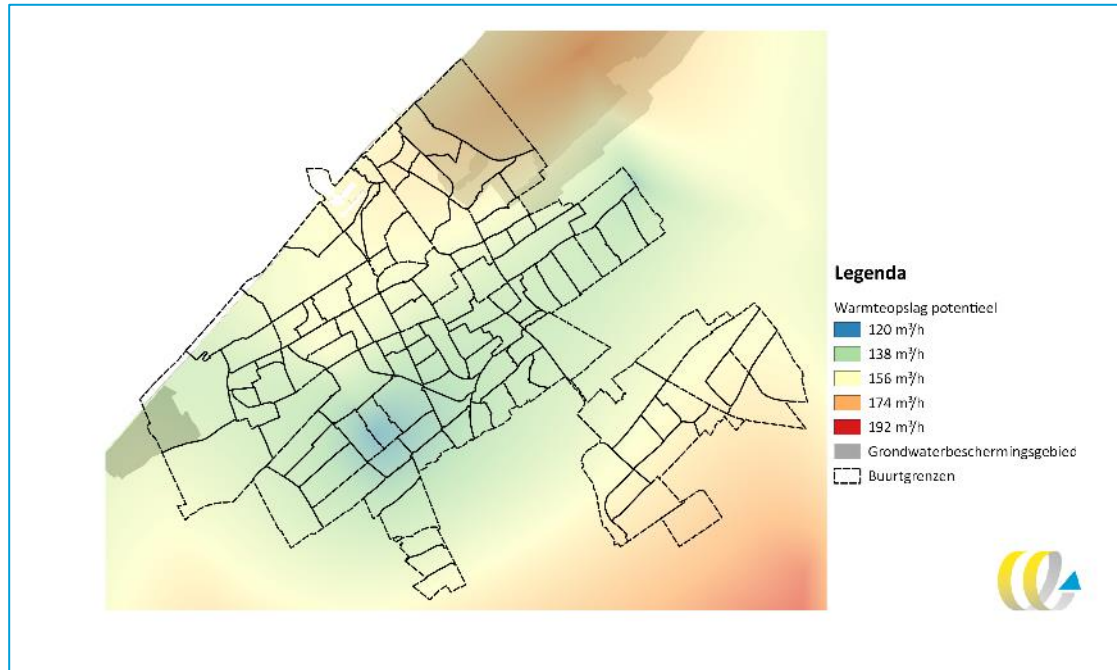 Legenda
Warmteopslag potentieel
120 m³/h
138 m³/h
156 m³/h
174 m³/h
192 m³/h
Grondwaterbeschermingsgebied
Buurtgrenzen